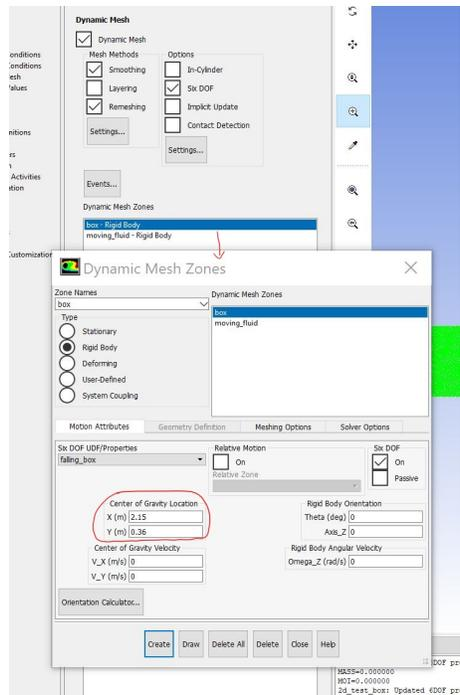 Dynamic Mesh
Dynamic Mesh
Mesh Methods
Options
Smoothing
In-Cylinder
Layering
Six DOF
Remeshing
Implicit Update
Contact Detection
Settings...
Settings...
Events...
Dynamic Mesh Zones
box - Rigid Body
moving_fluid - Rigid Body
onditions
Conditions
esh
Values
nitions
rs
n
Activities
ation
Customization
Dynamic Mesh Zones
Zone Names
box
Dynamic Mesh Zones
box
moving_fluid
Type
Stationary
Rigid Body
Deforming
User-Defined
System Coupling
Motion Attributes
Geometry Definition
Meshing Options
Solver Options
Six DOF UDF/Properties
falling_box
Relative Motion
On
Relative Zone
Six DOF
On
Passive
Center of Gravity Location
X (m) 2.15
Y (m) 0.36
Rigid Body Orientation
Theta (deg) 0
Axis_Z 0
Center of Gravity Velocity
V_X (m/s) 0
V_Y (m/s) 0
Rigid Body Angular Velocity
Omega_Z (rad/s) 0
Orientation Calculator...
Create Draw Delete All Delete Close Help
DOF pr
MASS=0.000000
MOI=0.000000
2d_test_box: Updated 6DOF pr